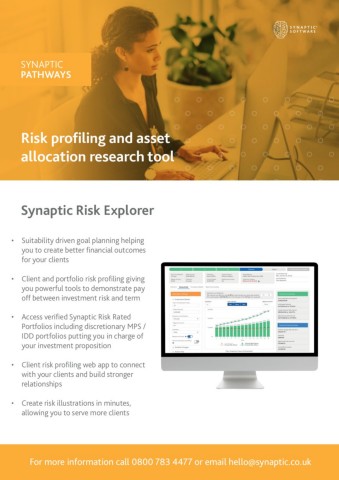 SYNAPTIC
SOFTWARE
SYNAPTIC
PATHWAYS
Risk profiling and asset
allocation research tool
Synaptic Risk Explorer
• Suitability driven goal planning helping
you to create better financial outcomes
for your clients
• Client and portfolio risk profiling giving
you powerful tools to demonstrate pay
off between investment risk and term
• Access verified Synaptic Risk Rated
Portfolios including discretionary MPS /
IDD portfolios putting you in charge of
your investment proposition
• Client risk profiling web app to connect
with your clients and build stronger
relationships
• Create risk illustrations in minutes,
allowing you to serve more clients
For more information call 0800 783 4477 or email hello@synaptic.co.uk